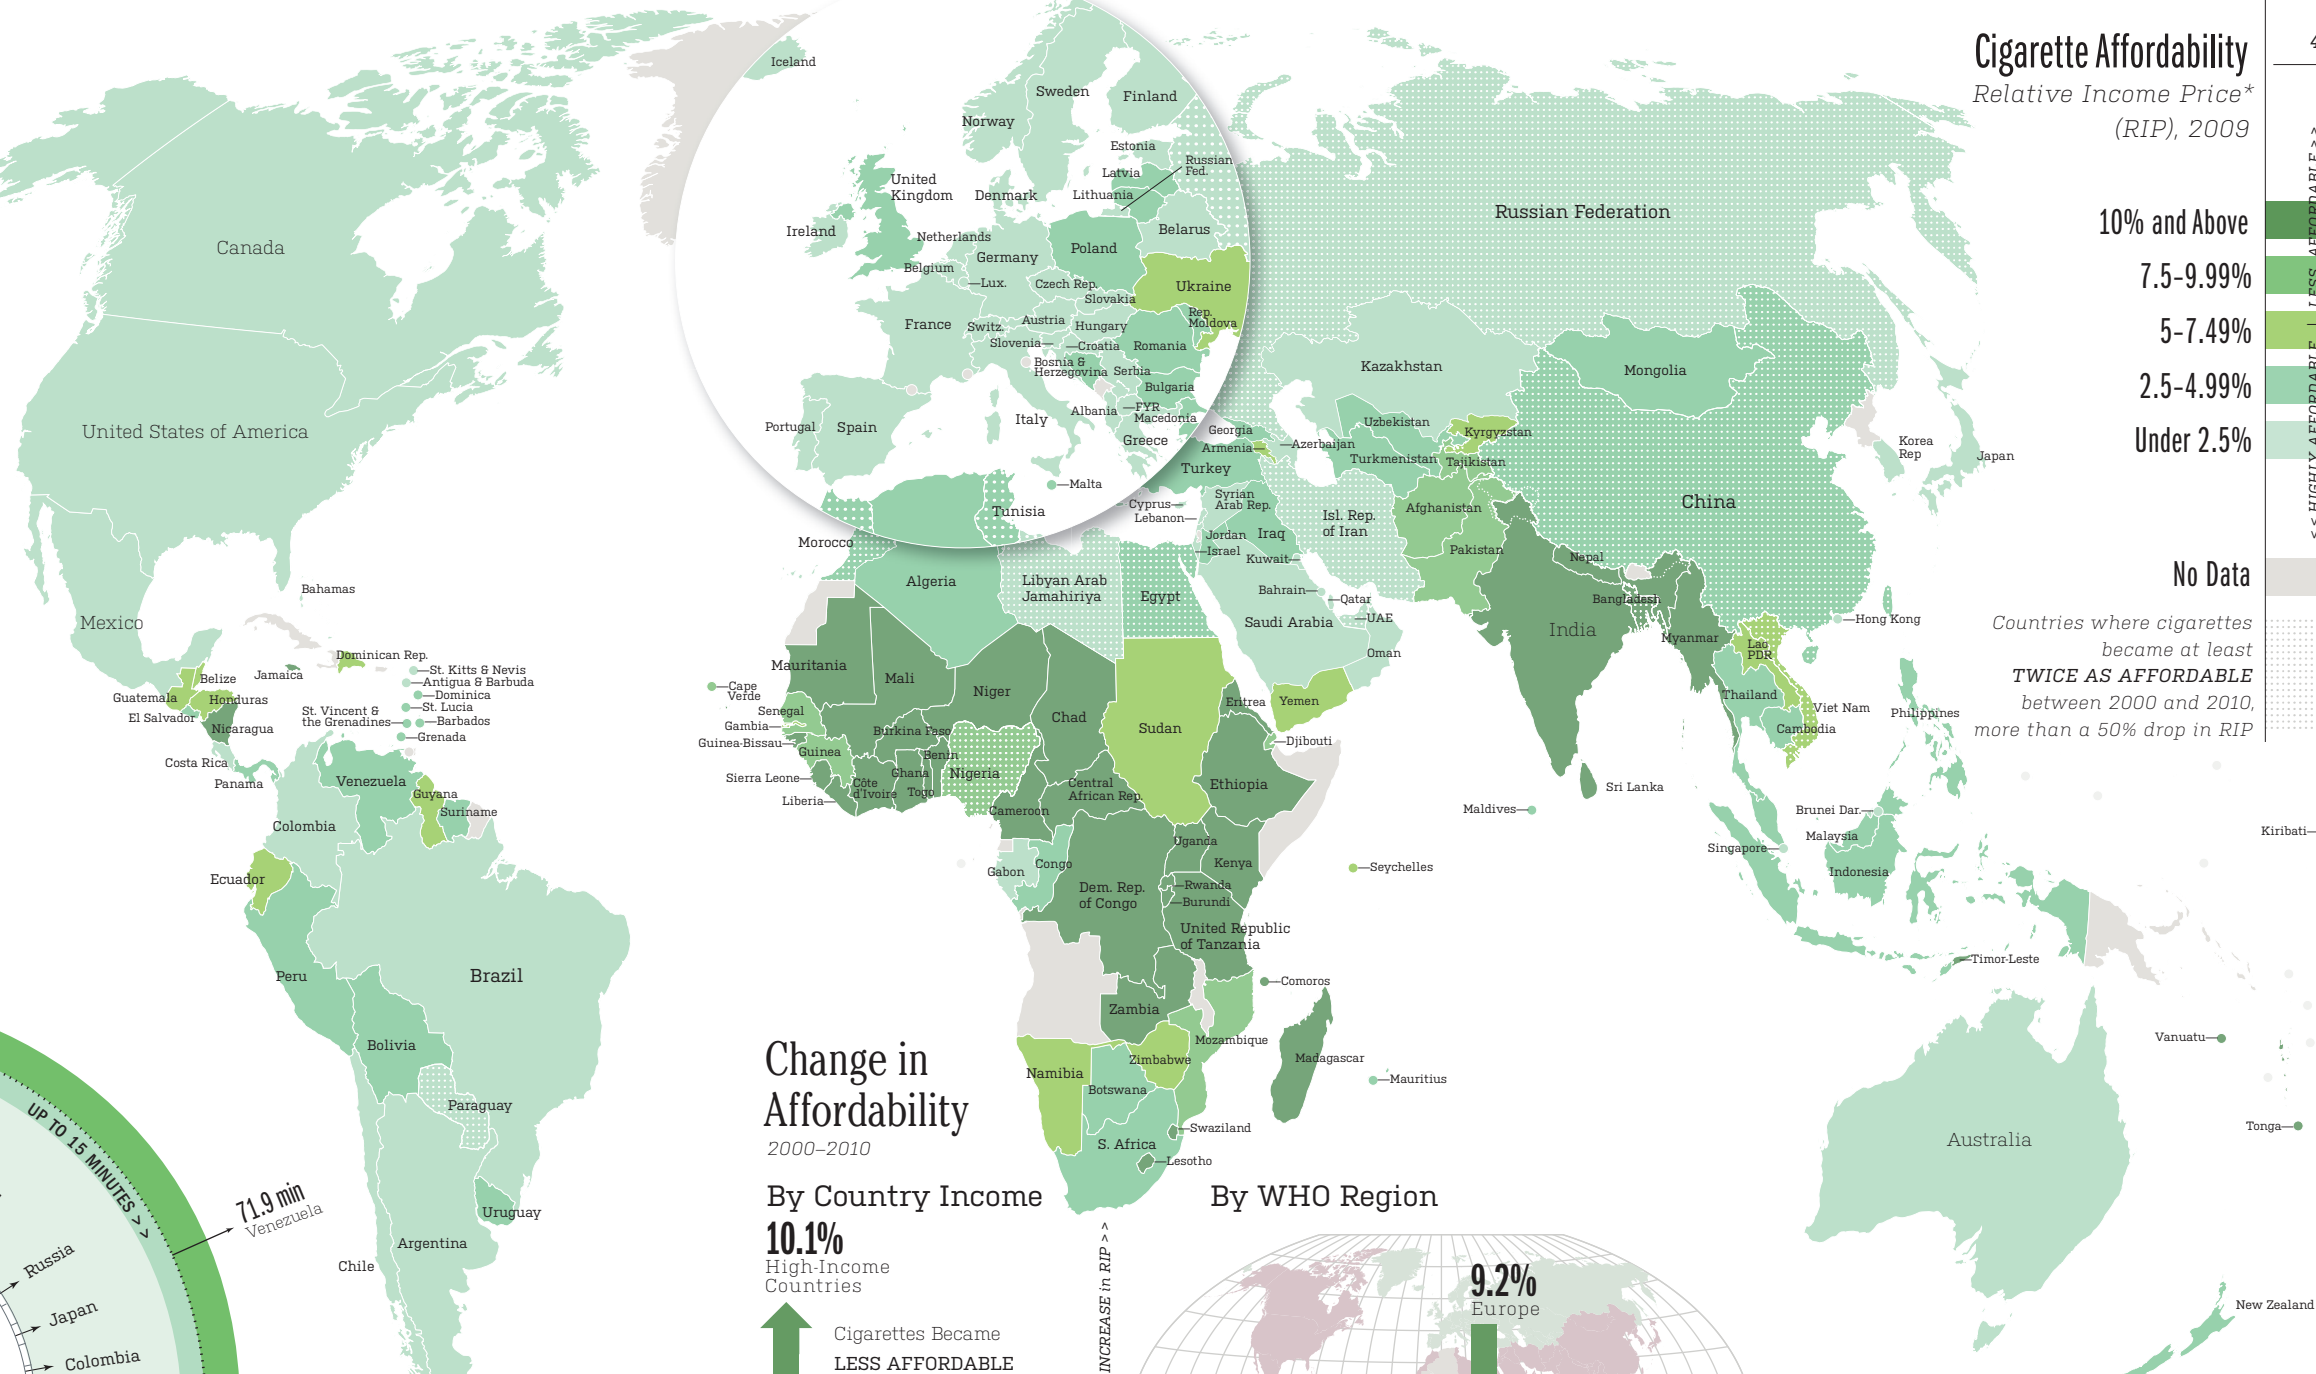 Cigarette Affordability
Relative Income Price*
(RIP), 2009
10% and Above
7.5–9.99%
5–7.49%
2.5–4.99%
Under 2.5%
No Data
Countries where cigarettes
became at least
TWICE AS AFFORDABLE
between 2000 and 2010,
more than a 50% drop in RIP
<< HIGHLY AFFORDABLE | LESS AFFORDABLE >>
4
Iceland
Sweden
Finland
Norway
Estonia
Russian
Fed.
Latvia
Lithuania
United
Kingdom
Denmark
Ireland
Netherlands
Belarus
Poland
Germany
Belgium
Lux.
Czech Rep.
Ukraine
Slovakia
France
Switz.
Austria
Hungary
Rep.
Moldova
Slovenia
Croatia
Romania
Bosnia &
Herzegovina
Serbia
Bulgaria
Albania
FYR
Macedonia
Italy
Portugal
Spain
Greece
Malta
Tunisia
Canada
United States of America
Mexico
Bahamas
Dominican Rep.
Jamaica
Belize
Guatemala
Honduras
El Salvador
Nicaragua
St. Kitts & Nevis
Antigua & Barbuda
Dominica
St. Lucia
St. Vincent &
the Grenadines
Barbados
Grenada
Costa Rica
Panama
Venezuela
Guyana
Suriname
Colombia
Ecuador
Peru
Brazil
Bolivia
Paraguay
Uruguay
Argentina
Chile
Russian Federation
Kazakhstan
Mongolia
Uzbekistan
Kyrgyzstan
Georgia
Armenia
Azerbaijan
Turkmenistan
Tajikistan
Turkey
Korea
Rep
Japan
China
Cyprus
Lebanon
Syrian
Arab Rep.
Isl. Rep.
of Iran
Afghanistan
Jordan
Iraq
Israel
Kuwait
Pakistan
Nepal
Bahrain
Qatar
UAE
Saudi Arabia
Oman
Bangladesh
India
Myanmar
Hong Kong
Lao
PDR
Thailand
Viet Nam
Cambodia
Philippines
Yemen
Sri Lanka
Maldives
Brunei Dar.
Malaysia
Singapore
Indonesia
Kiribati
Timor-Leste
Vanuatu
Tonga
Australia
New Zealand
Morocco
Algeria
Libyan Arab
Jamahiriya
Egypt
Mauritania
Mali
Niger
Chad
Sudan
Eritrea
Cape
Verde
Senegal
Gambia
Guinea-Bissau
Guinea
Burkina Faso
Benin
Nigeria
Djibouti
Sierra Leone
Côte
d'Ivoire
Ghana
Togo
Liberia
Central
African Rep.
Ethiopia
Cameroon
Uganda
Kenya
Gabon
Congo
Seychelles
Rwanda
Burundi
Dem. Rep.
of Congo
United Republic
of Tanzania
Comoros
Zambia
Mozambique
Zimbabwe
Madagascar
Namibia
Botswana
Mauritius
Swaziland
S. Africa
Lesotho
UP TO 15 MINUTES > >
71.9 min
Venezuela
Russia
Japan
Colombia
Change in
Affordability
2000–2010
By Country Income
10.1%
High-Income
Countries
Cigarettes Became
LESS AFFORDABLE
INCREASE in RIP > >
By WHO Region
9.2%
Europe